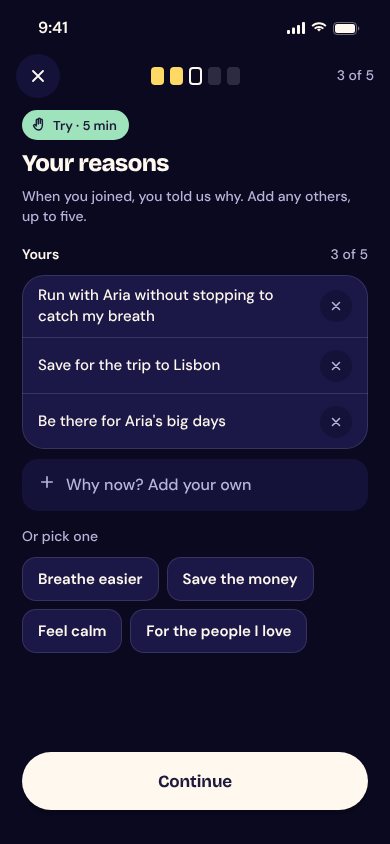 9:41
3 of 5
Try · 5 min
Your reasons
When you joined, you told us why. Add any others,
up to five.
Yours
3 of 5
Run with Aria without stopping to
catch my breath
Save for the trip to Lisbon
Be there for Aria's big days
Why now? Add your own
Or pick one
Breathe easier
Save the money
Feel calm
For the people I love
Continue